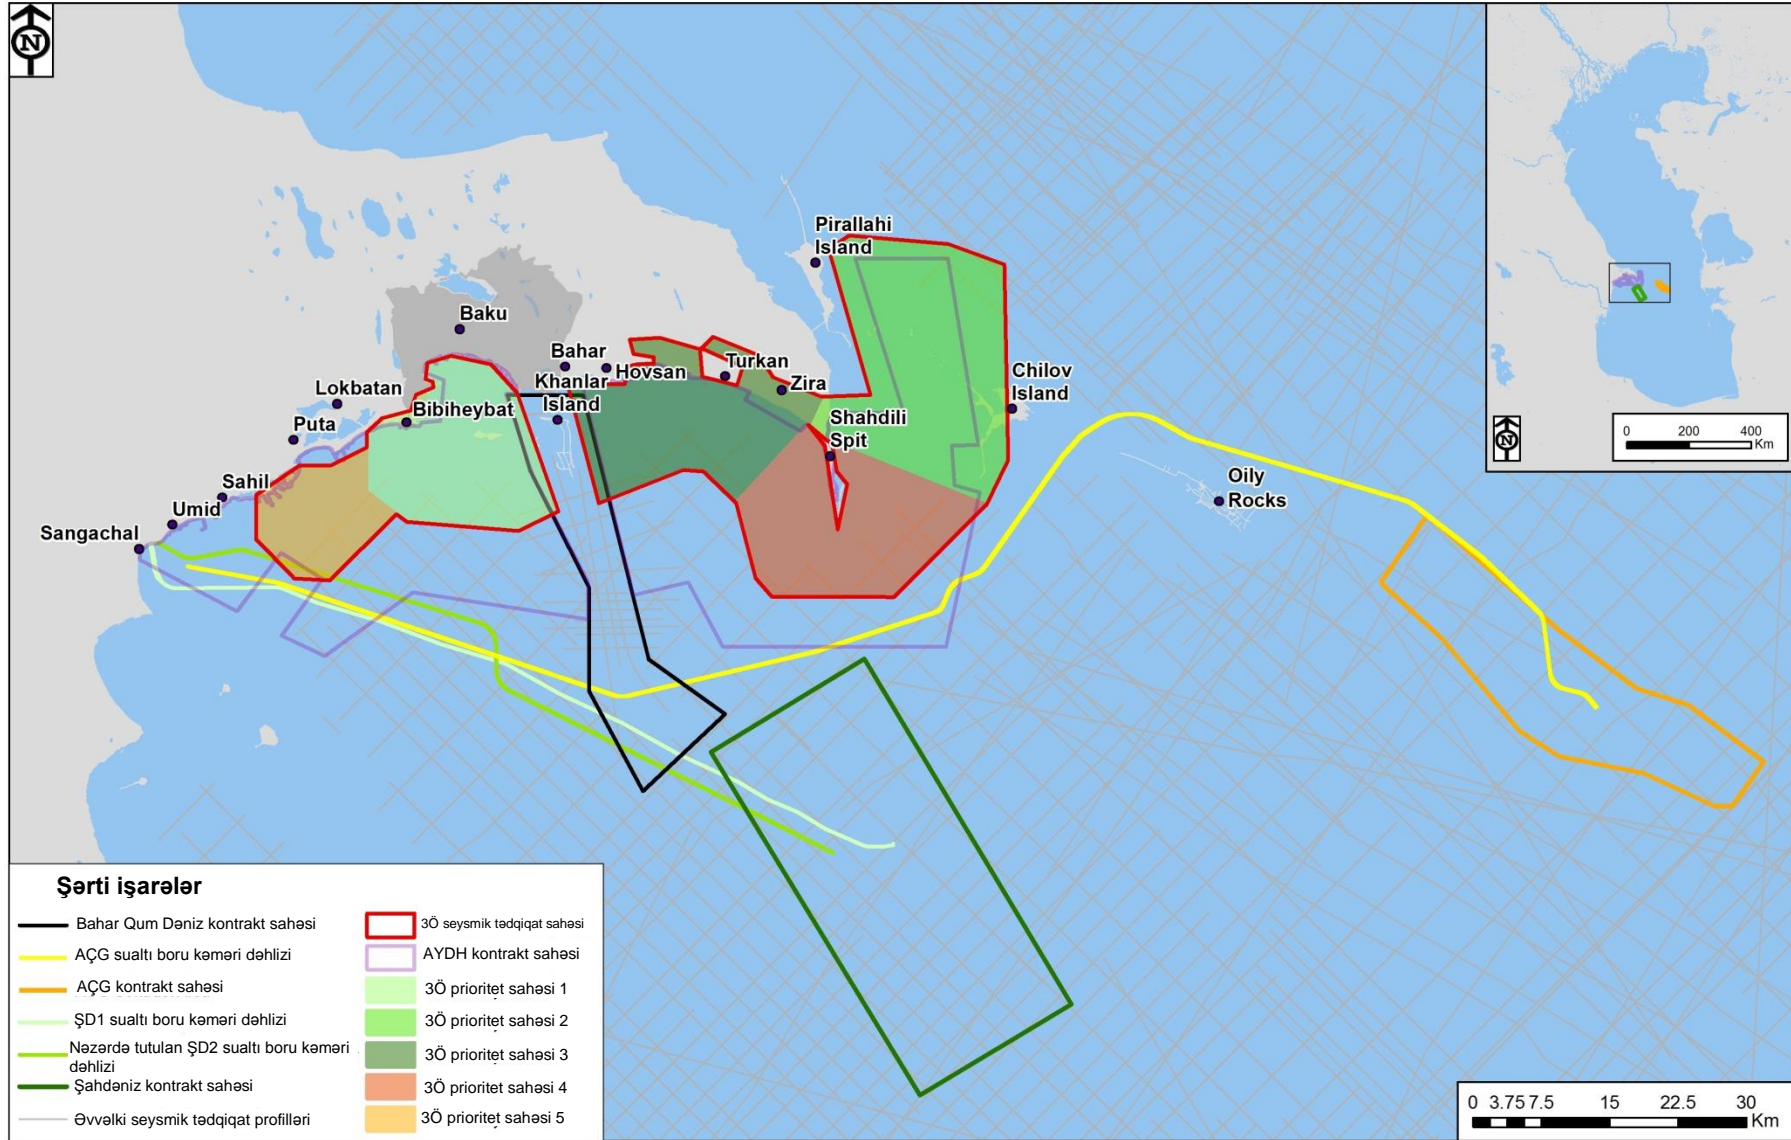 N
Pirallahi
Island
Baku
Bahar
Turkan
Hovsan
Khanlar
Island
Zira
Chilov
Island
Lokbatan
Bibiheybat
Shahdili
Spit
Puta
Sahil
Umid
Sangachal
Oily
Rocks
N
0 200 400
Km
Şərti işarələr
Bahar Qum Dəniz kontrakt sahəsi
AÇG sualtı boru kəməri dəhlizi
AÇG kontrakt sahəsi
ŞD1 sualtı boru kəməri dəhlizi
Nəzərdə tutulan ŞD2 sualtı boru kəməri
dəhlizi
Şahdəniz kontrakt sahəsi
Əvvəlki seysmik tədqiqat profilləri
3Ö seysmik tədqiqat sahəsi
AYDH kontrakt sahəsi
3Ö prioritet sahəsi 1
3Ö prioritet sahəsi 2
3Ö prioritet sahəsi 3
3Ö prioritet sahəsi 4
3Ö prioritet sahəsi 5
0 3.75 7.5 15 22.5 30
Km